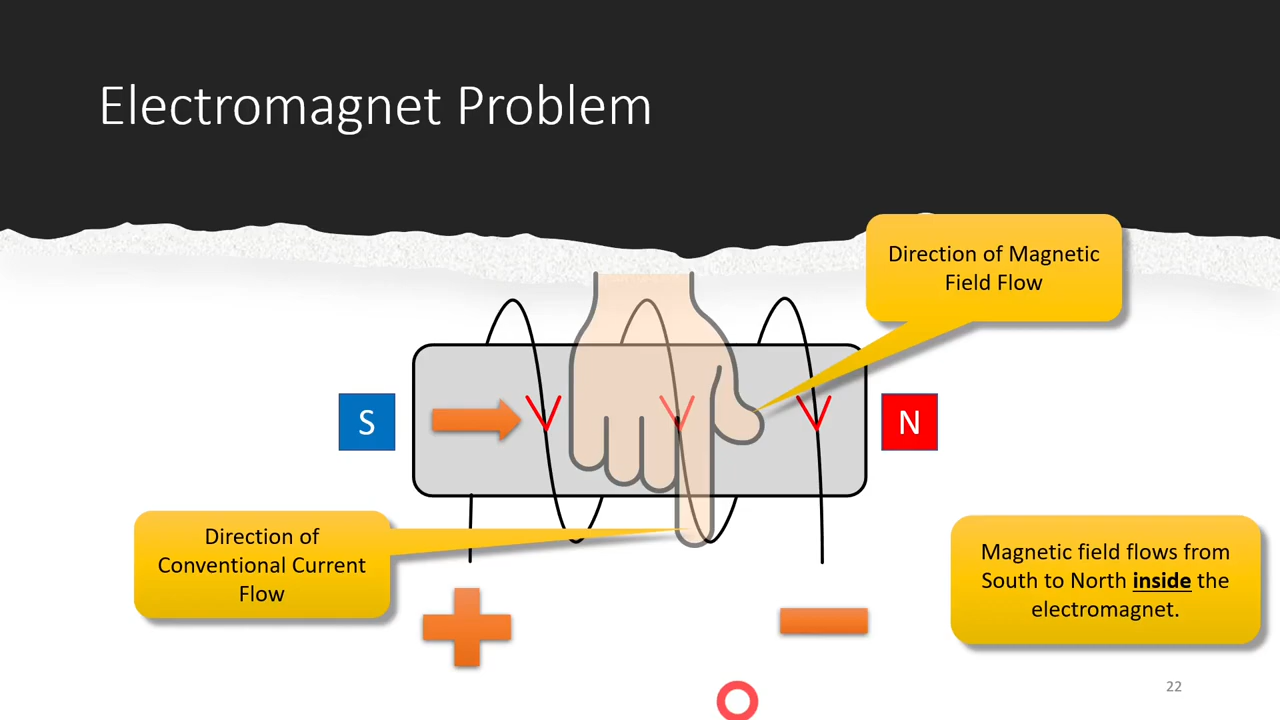 Electromagnet Problem
Direction of Magnetic
Field Flow
S
N
Direction of
Conventional Current
Flow
Magnetic field flows from
South to North inside the
electromagnet.
22